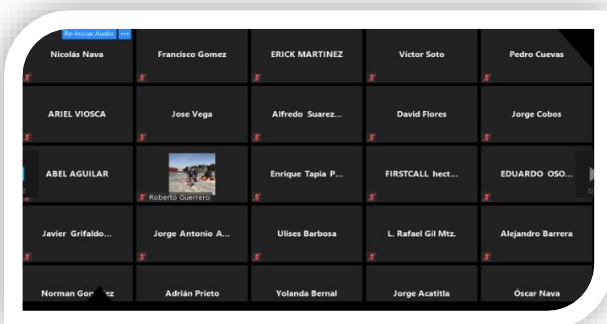 Re-Iniciar Audio
Nicolás Nava
Francisco Gomez
ERICK MARTINEZ
Víctor Soto
Pedro Cuevas
ARIEL VIOSCA
Jose Vega
Alfredo Suarez...
David Flores
Jorge Cobos
ABEL AGUILAR
Roberto Guerrero
Enrique Tapia P...
FIRSTCALL hect...
EDUARDO OSO...
Javier Grifaldo...
Jorge Antonio A...
Ulises Barbosa
L. Rafael Gil Mtz.
Alejandro Barrera
Norman
Adrián Prieto
Yolanda Bernal
Jorge Acatitla
Óscar Nava